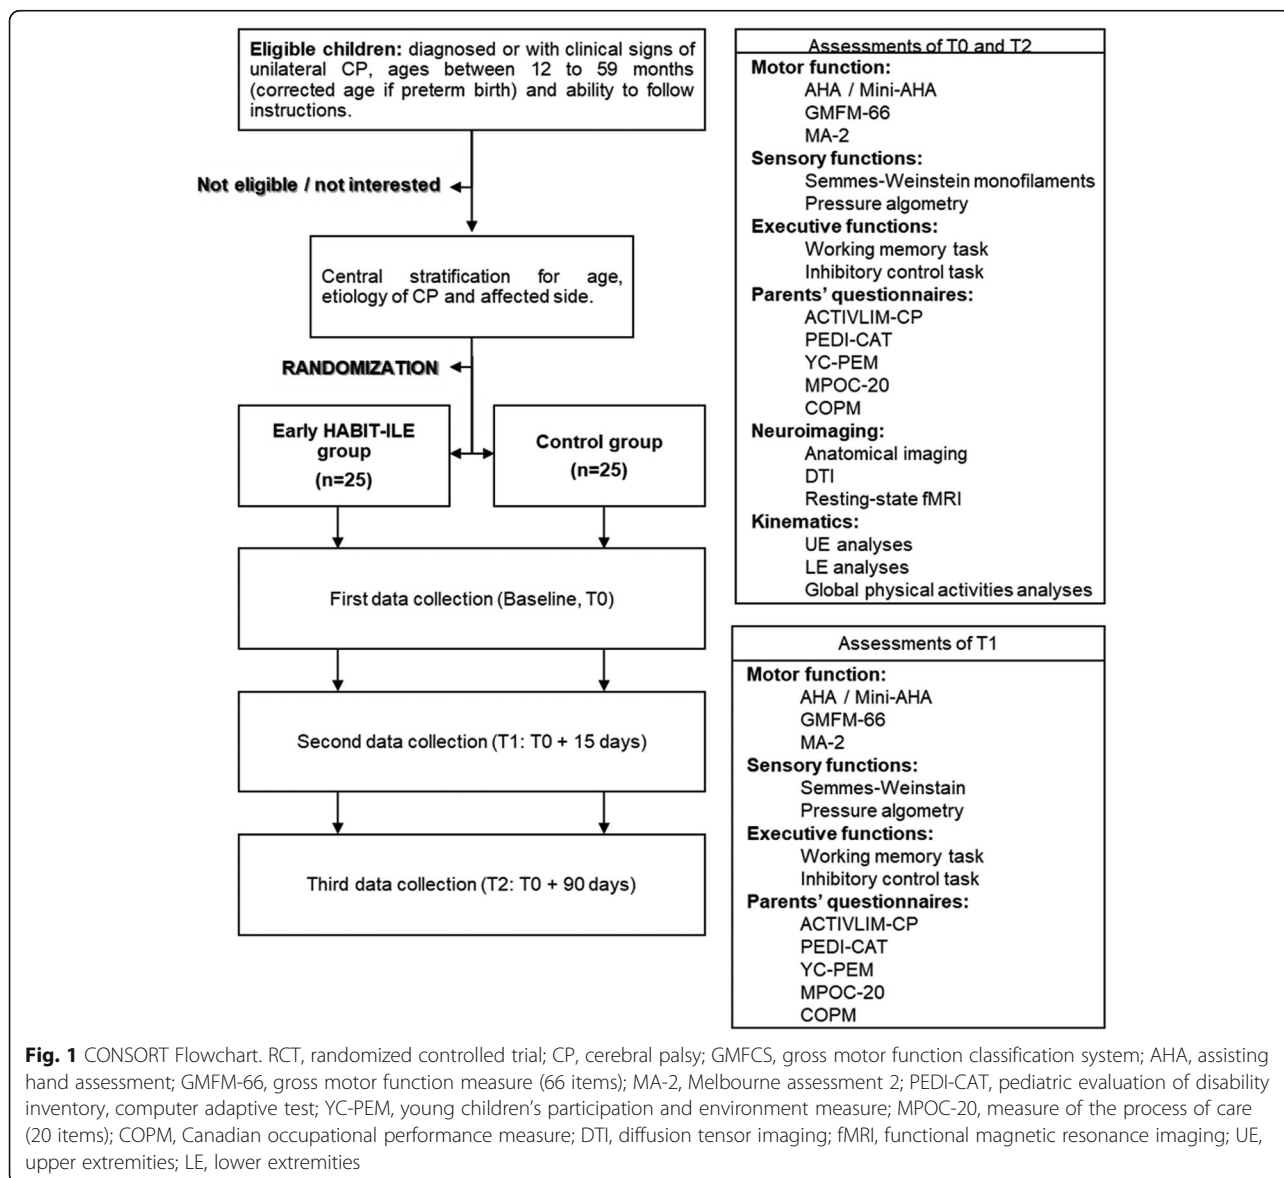 Eligible children: diagnosed or with clinical signs of
unilateral CP, ages between 12 to 59 months
(corrected age if preterm birth) and ability to follow
instructions.
Not eligible / not interested
Central stratification for age,
etiology of CP and affected side.
RANDOMIZATION
Early HABIT-ILE
group
(n=25)
Control group
(n=25)
First data collection (Baseline, T0)
Second data collection (T1: T0 + 15 days)
Third data collection (T2: T0 + 90 days)
Assessments of T0 and T2
Motor function:
AHA / Mini-AHA
GMFM-66
MA-2
Sensory functions:
Semmes-Weinstein monofilaments
Pressure algometry
Executive functions:
Working memory task
Inhibitory control task
Parents' questionnaires:
ACTIVLIM-CP
PEDI-CAT
YC-PEM
MPOC-20
COPM
Neuroimaging:
Anatomical imaging
DTI
Resting-state fMRI
Kinematics:
UE analyses
LE analyses
Global physical activities analyses
Assessments of T1
Motor function:
AHA / Mini-AHA
GMFM-66
MA-2
Sensory functions:
Semmes-Weinstain
Pressure algometry
Executive functions:
Working memory task
Inhibitory control task
Parents' questionnaires:
ACTIVLIM-CP
PEDI-CAT
YC-PEM
MPOC-20
COPM
Fig. 1 CONSORT Flowchart. RCT, randomized controlled trial; CP, cerebral palsy; GMFCS, gross motor function classification system; AHA, assisting
hand assessment; GMFM-66, gross motor function measure (66 items); MA-2, Melbourne assessment 2; PEDI-CAT, pediatric evaluation of disability
inventory, computer adaptive test; YC-PEM, young children's participation and environment measure; MPOC-20, measure of the process of care
(20 items); COPM, Canadian occupational performance measure; DTI, diffusion tensor imaging; fMRI, functional magnetic resonance imaging; UE,
upper extremities; LE, lower extremities